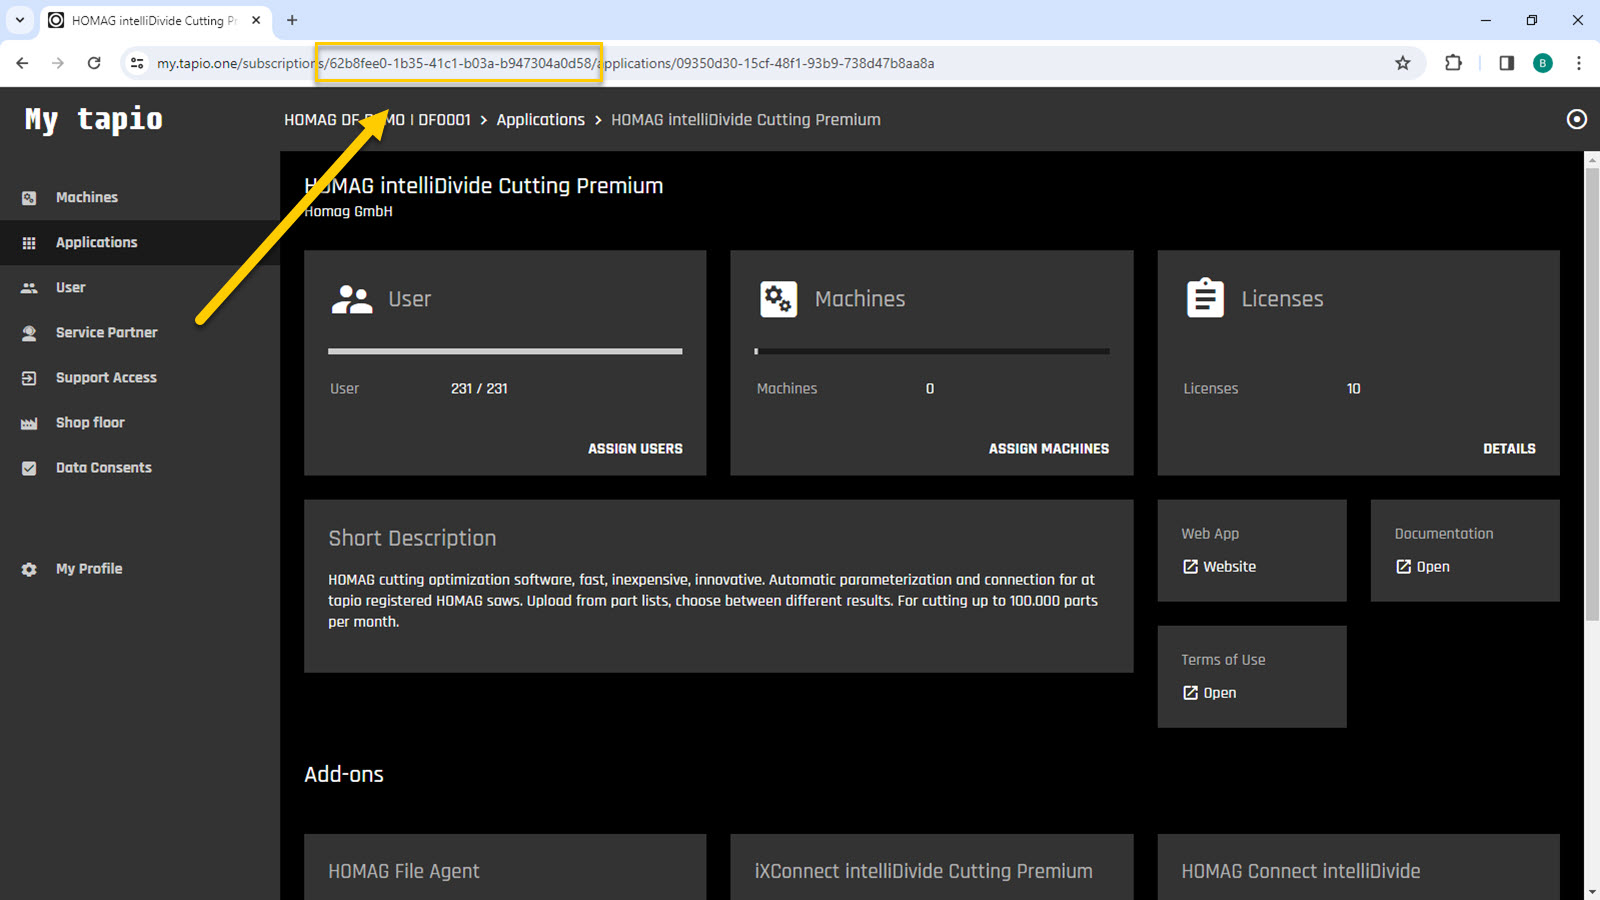 HOMAG intelliDivide Cutting Pr
my.tapio.one/subscriptions/62b8fee0-1b35-41c1-b03a-b947304a0d58/applications/09350d30-15cf-48f1-93b9-738d47b8aa8a
B
My tapio
HOMAG DF DEMO | DF0001 > Applications > HOMAG intelliDivide Cutting Premium
Machines
Applications
User
Service Partner
Support Access
Shop floor
Data Consents
My Profile
HOMAG intelliDivide Cutting Premium
Homag GmbH
User
User 231 / 231
ASSIGN USERS
Machines
Machines 0
ASSIGN MACHINES
Licenses
Licenses 10
DETAILS
Short Description
HOMAG cutting optimization software, fast, inexpensive, innovative. Automatic parameterization and connection for at
tapio registered HOMAG saws. Upload from part lists, choose between different results. For cutting up to 100.000 parts
per month.
Web App
Website
Documentation
Open
Terms of Use
Open
Add-ons
HOMAG File Agent
iXConnect intelliDivide Cutting Premium
HOMAG Connect intelliDivide